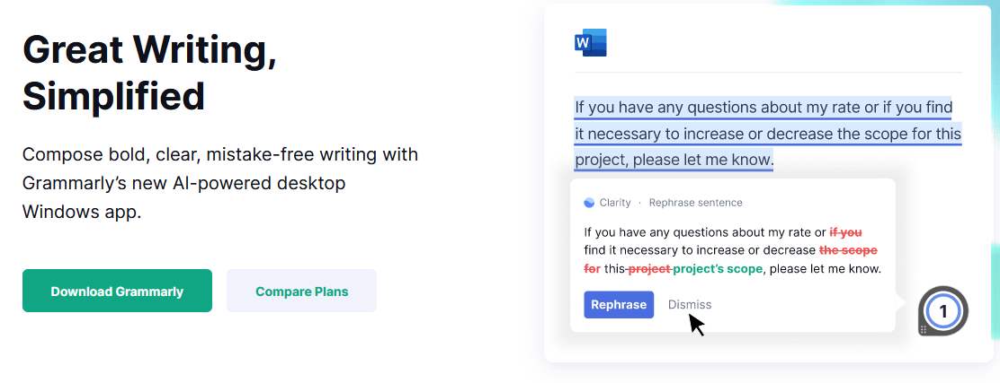 Great Writing,
Simplified
Compose bold, clear, mistake-free writing with
Grammarly’s new AI-powered desktop
Windows app.
Download Grammarly
Compare Plans
W
If you have any questions about my rate or if you find
it necessary to increase or decrease the scope for this
project, please let me know.
Clarity · Rephrase sentence
If you have any questions about my rate or if you
find it necessary to increase or decrease the scope
for this project project’s scope, please let me know.
Rephrase
Dismiss
1